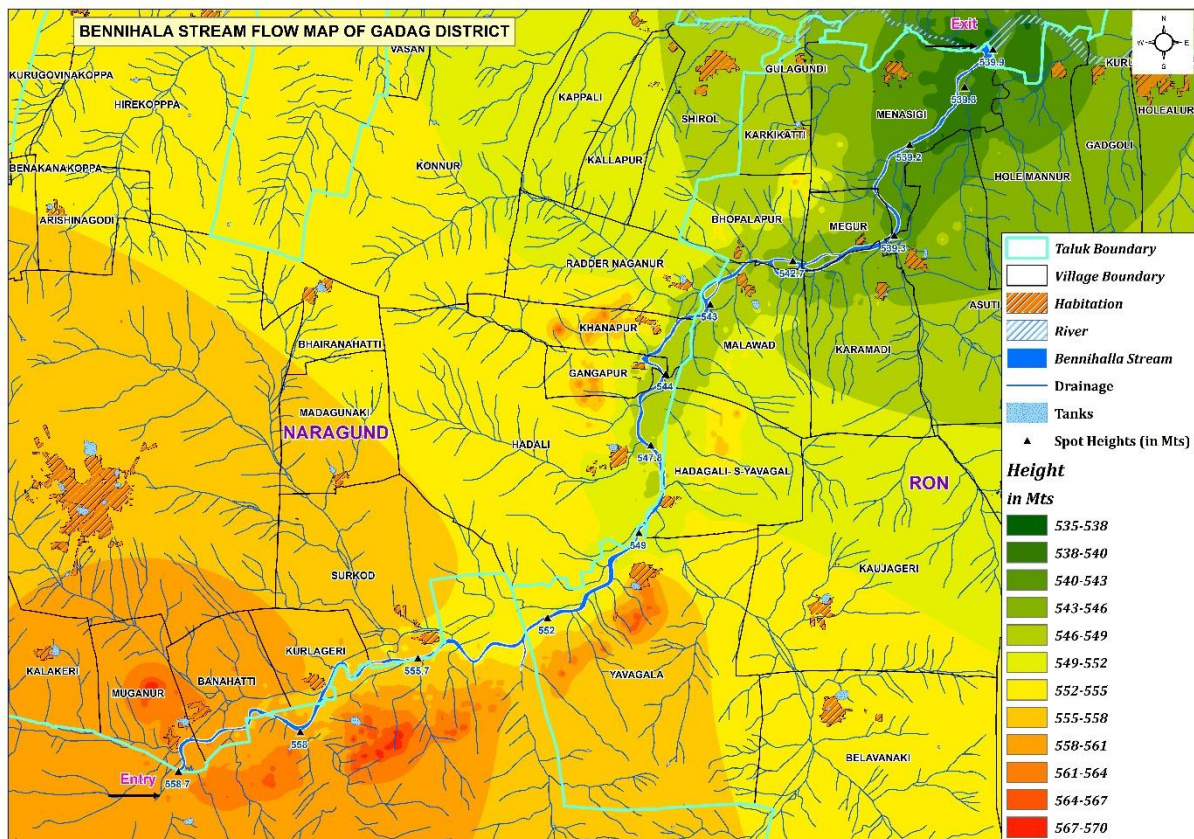 BENNIHALA STREAM FLOW MAP OF GADAG DISTRICT
Exit
N
E
539.9
VASAN
KURUGOVINAKOPPA
HIREKOPPPA
GULAGUNDI
KAPPALI
539.8
MENASIGI
HOLEALUR
SHIROL
KARKIKATTI
KALLAPUR
GADGOLI
539.2
BENAKANAKOPPA
KONNUR
HOLE MANNUR
ARISHINAGODI
BHOPALAPUR
MEGUR
539.3
RADDER NAGANUR
542.7
ASUTI
543
KHANAPUR
MALAWAD
BHAIRANAHATTI
KARAMADI
GANGAPUR
544
MADAGUNAKI
NARAGUND
HADALI
547.8
HADAGALI- S-YAVAGAL
RON
549
KAUJAGERI
SURKOD
552
KURLAGERI
555.7
KALAKERI
YAVAGALA
BANAHATTI
MUGANUR
558
BELAVANAKI
Entry
558.7
Taluk Boundary
Village Boundary
Habitation
River
Bennihalla Stream
Drainage
Tanks
Spot Heights (in Mts)
Height
in Mts
535-538
538-540
540-543
543-546
546-549
549-552
552-555
555-558
558-561
561-564
564-567
567-570